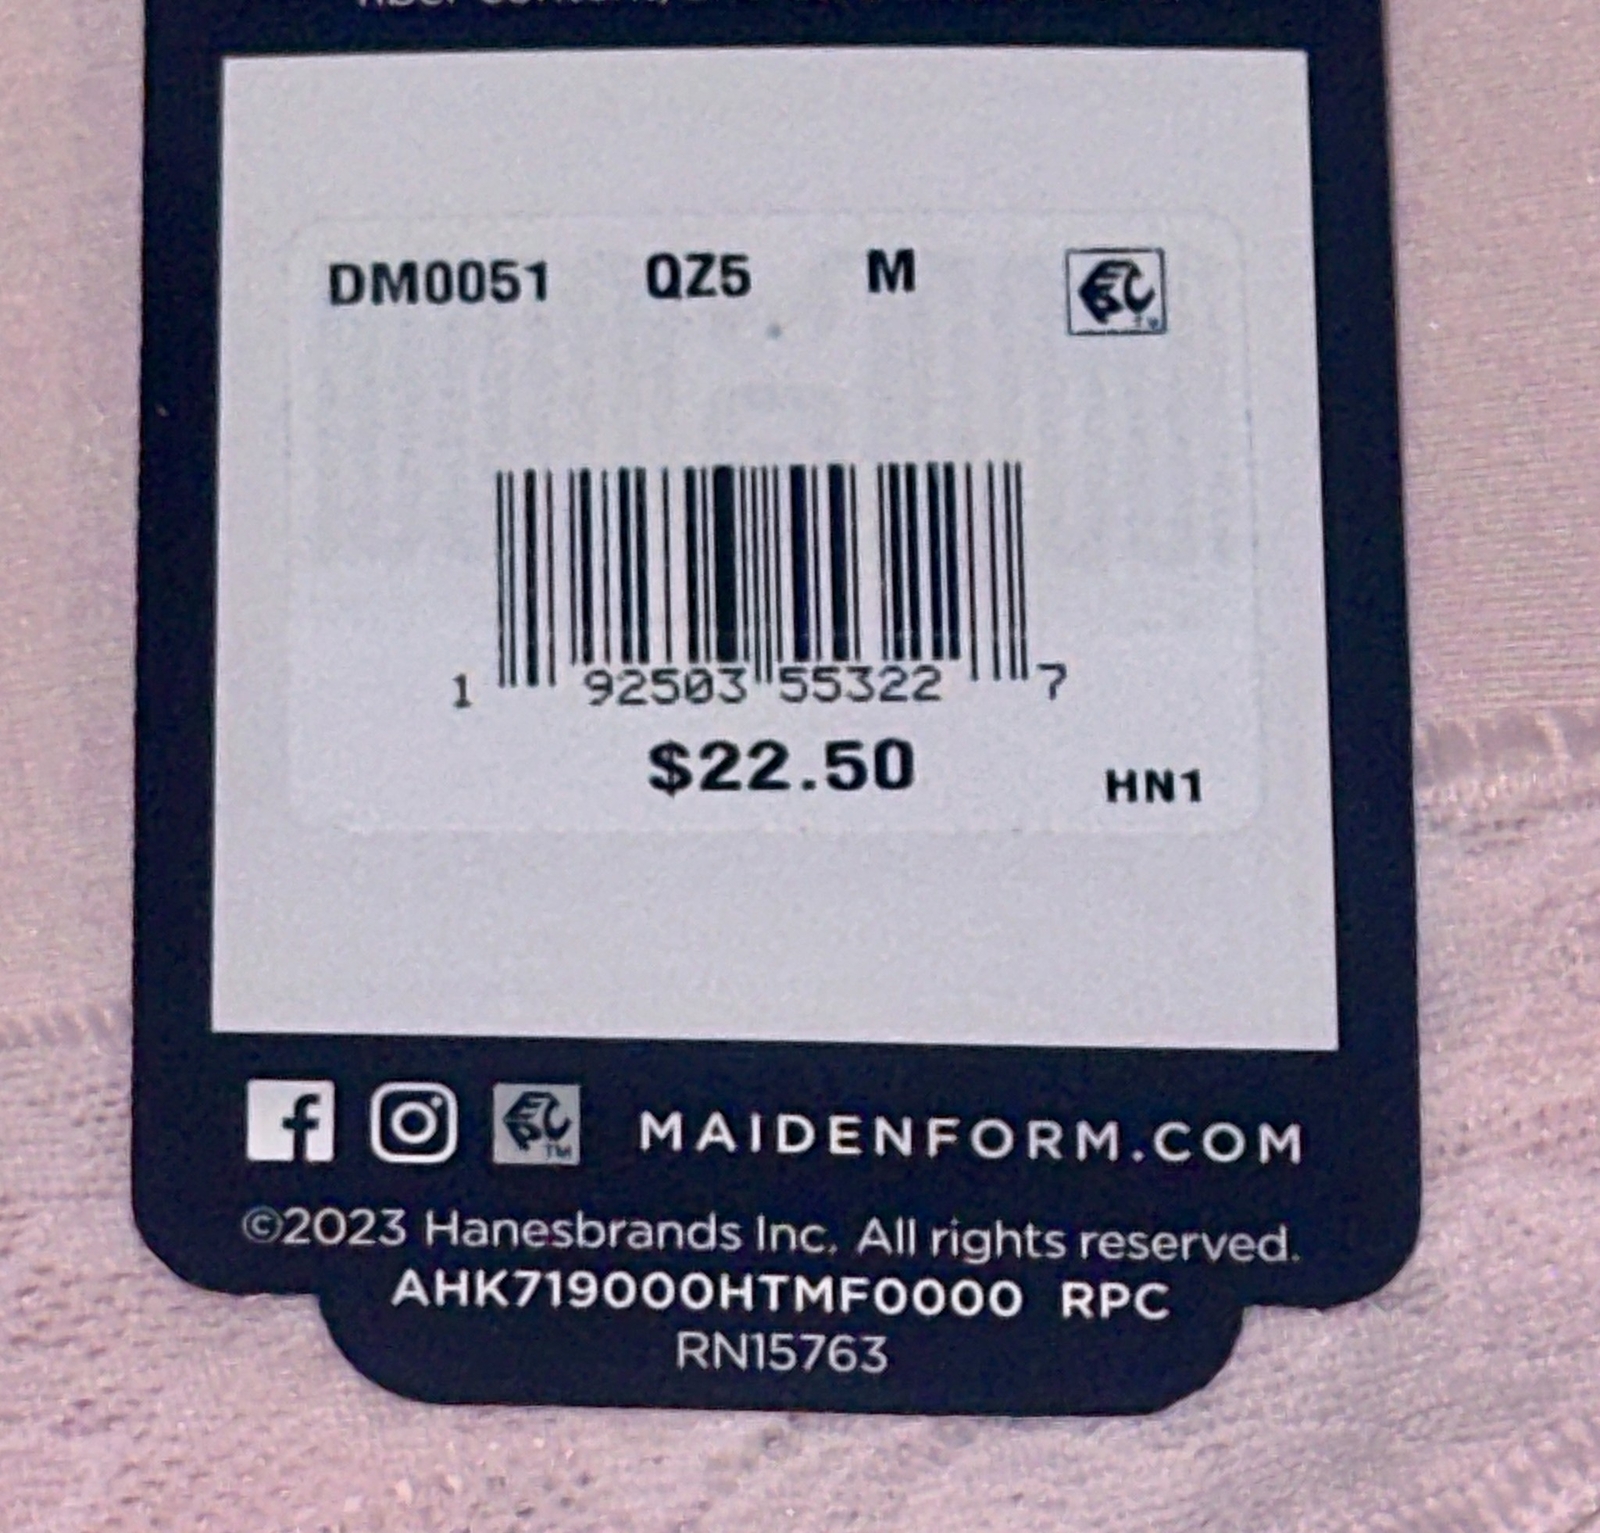 DM0051 QZ5 M
1 92503 55322 7
$22.50
HN1
MAIDENFORM.COM
©2023 Hanesbrands Inc. All rights reserved.
AHK719000HTMF0000 RPC
RN15763